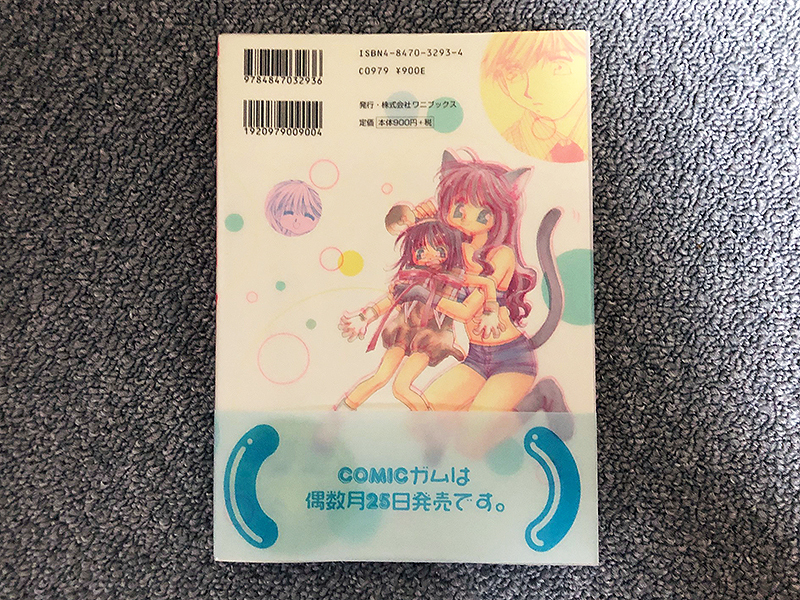 ISBN4-8470-3293-4
C0979 ¥900E
9784847032936
発行・株式会社ワニブックス
定価 本体900円+税
1920979009004
COMICガムは
偶数月25日発売です。